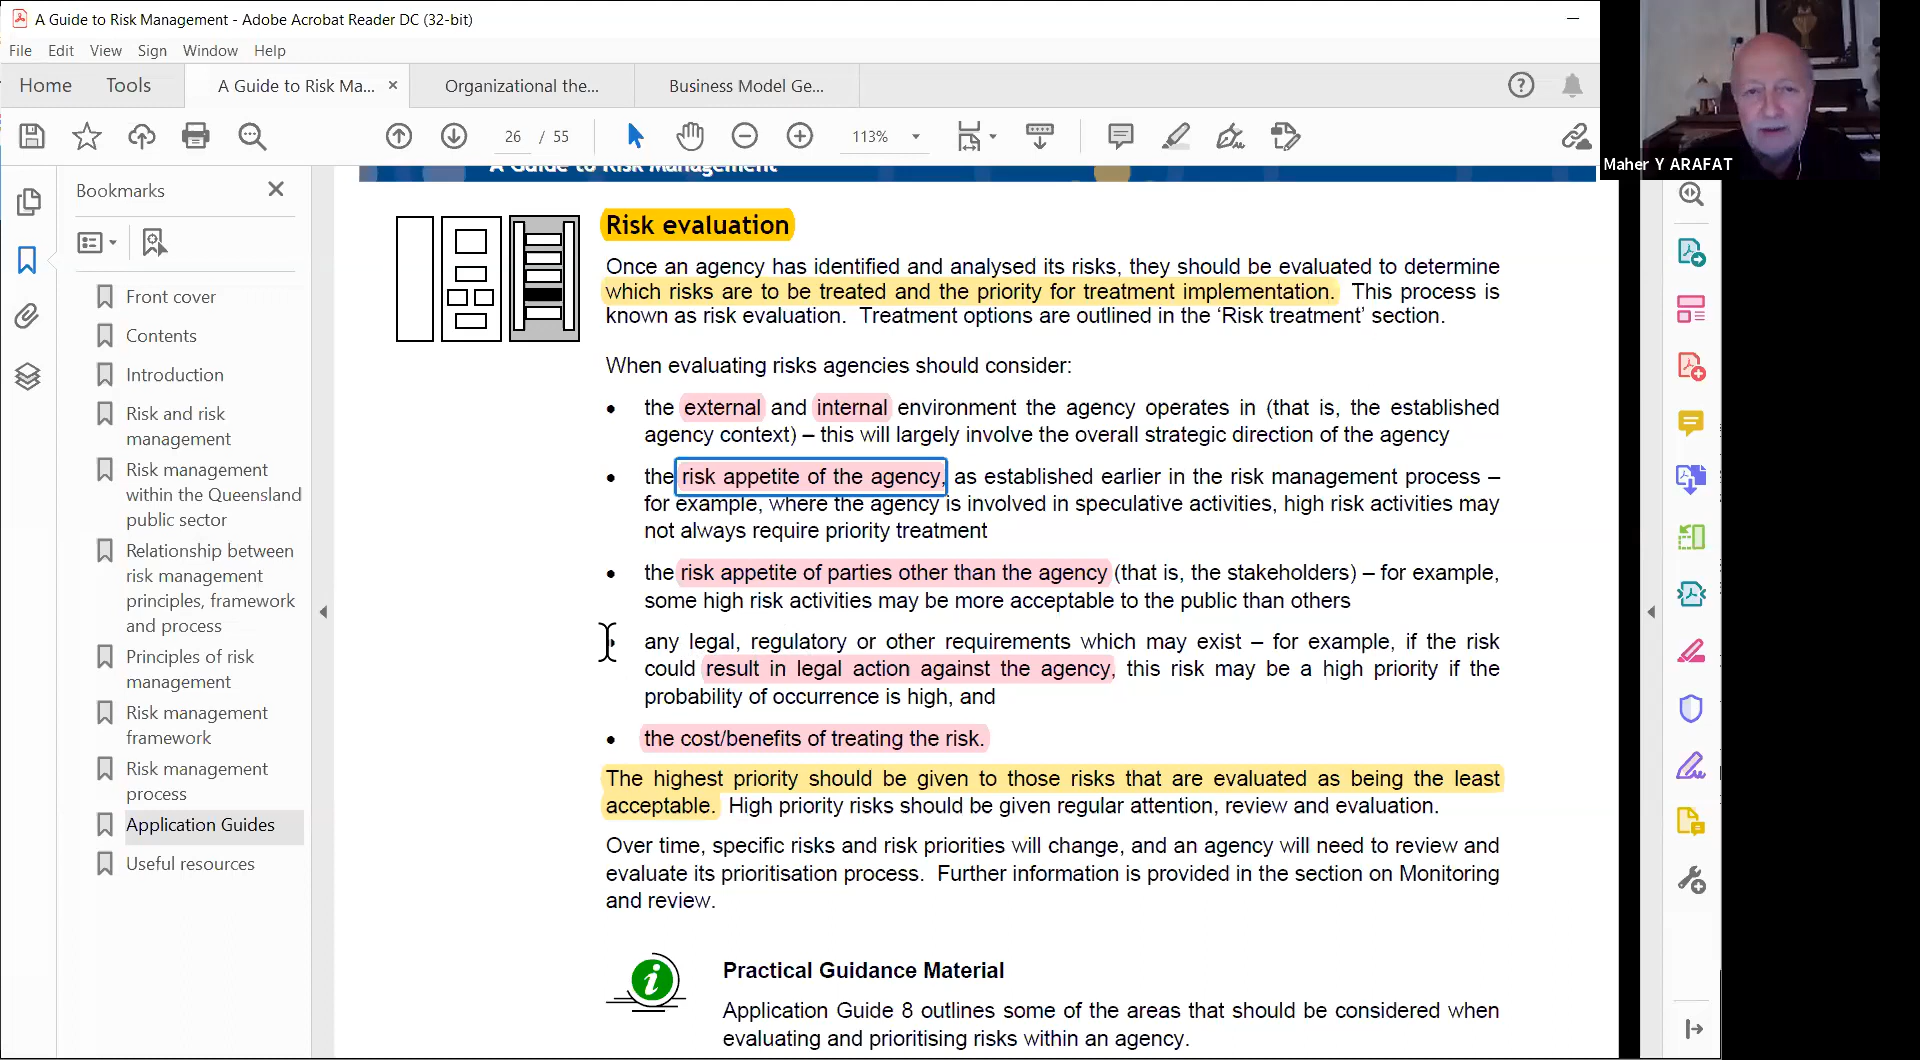 A Guide to Risk Management - Adobe Acrobat Reader DC (32-bit)
File Edit View Sign Window Help
Home Tools A Guide to Risk Ma... × Organizational the... Business Model Ge...
26 / 55 113%
Maher Y ARAFAT
Bookmarks
Front cover
Contents
Introduction
Risk and risk
management
Risk management
within the Queensland
public sector
Relationship between
risk management
principles, framework
and process
Principles of risk
management
Risk management
framework
Risk management
process
Application Guides
Useful resources
A Guide to Risk Management
Risk evaluation
Once an agency has identified and analysed its risks, they should be evaluated to determine
which risks are to be treated and the priority for treatment implementation. This process is
known as risk evaluation. Treatment options are outlined in the ‘Risk treatment’ section.
When evaluating risks agencies should consider:
• the external and internal environment the agency operates in (that is, the established
agency context) – this will largely involve the overall strategic direction of the agency
• the risk appetite of the agency, as established earlier in the risk management process –
for example, where the agency is involved in speculative activities, high risk activities may
not always require priority treatment
• the risk appetite of parties other than the agency (that is, the stakeholders) – for example,
some high risk activities may be more acceptable to the public than others
• any legal, regulatory or other requirements which may exist – for example, if the risk
could result in legal action against the agency, this risk may be a high priority if the
probability of occurrence is high, and
• the cost/benefits of treating the risk.
The highest priority should be given to those risks that are evaluated as being the least
acceptable. High priority risks should be given regular attention, review and evaluation.
Over time, specific risks and risk priorities will change, and an agency will need to review and
evaluate its prioritisation process. Further information is provided in the section on Monitoring
and review.
Practical Guidance Material
Application Guide 8 outlines some of the areas that should be considered when
evaluating and prioritising risks within an agency.